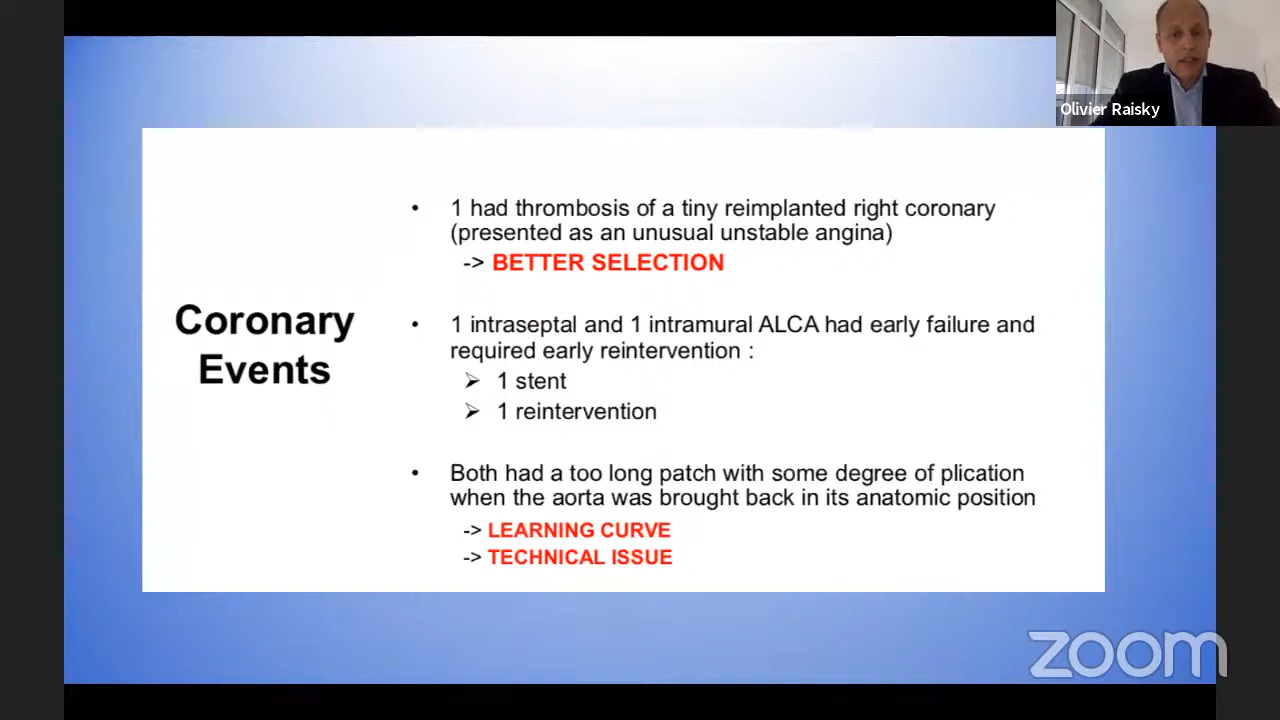 Olivier Raisky
Coronary
Events
• 1 had thrombosis of a tiny reimplanted right coronary
(presented as an unusual unstable angina)
-> BETTER SELECTION
• 1 intraseptal and 1 intramural ALCA had early failure and
required early reintervention :
➢ 1 stent
➢ 1 reintervention
• Both had a too long patch with some degree of plication
when the aorta was brought back in its anatomic position
-> LEARNING CURVE
-> TECHNICAL ISSUE
zoom